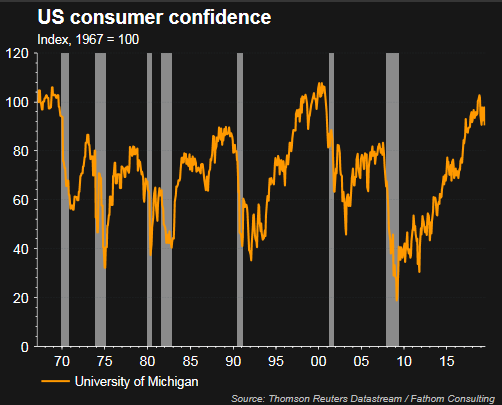 US consumer confidence
Index, 1967 = 100
120
100
80
60
40
20
0
70 75 80 85 90 95 00 05 10 15
University of Michigan
Source: Thomson Reuters Datastream / Fathom Consulting